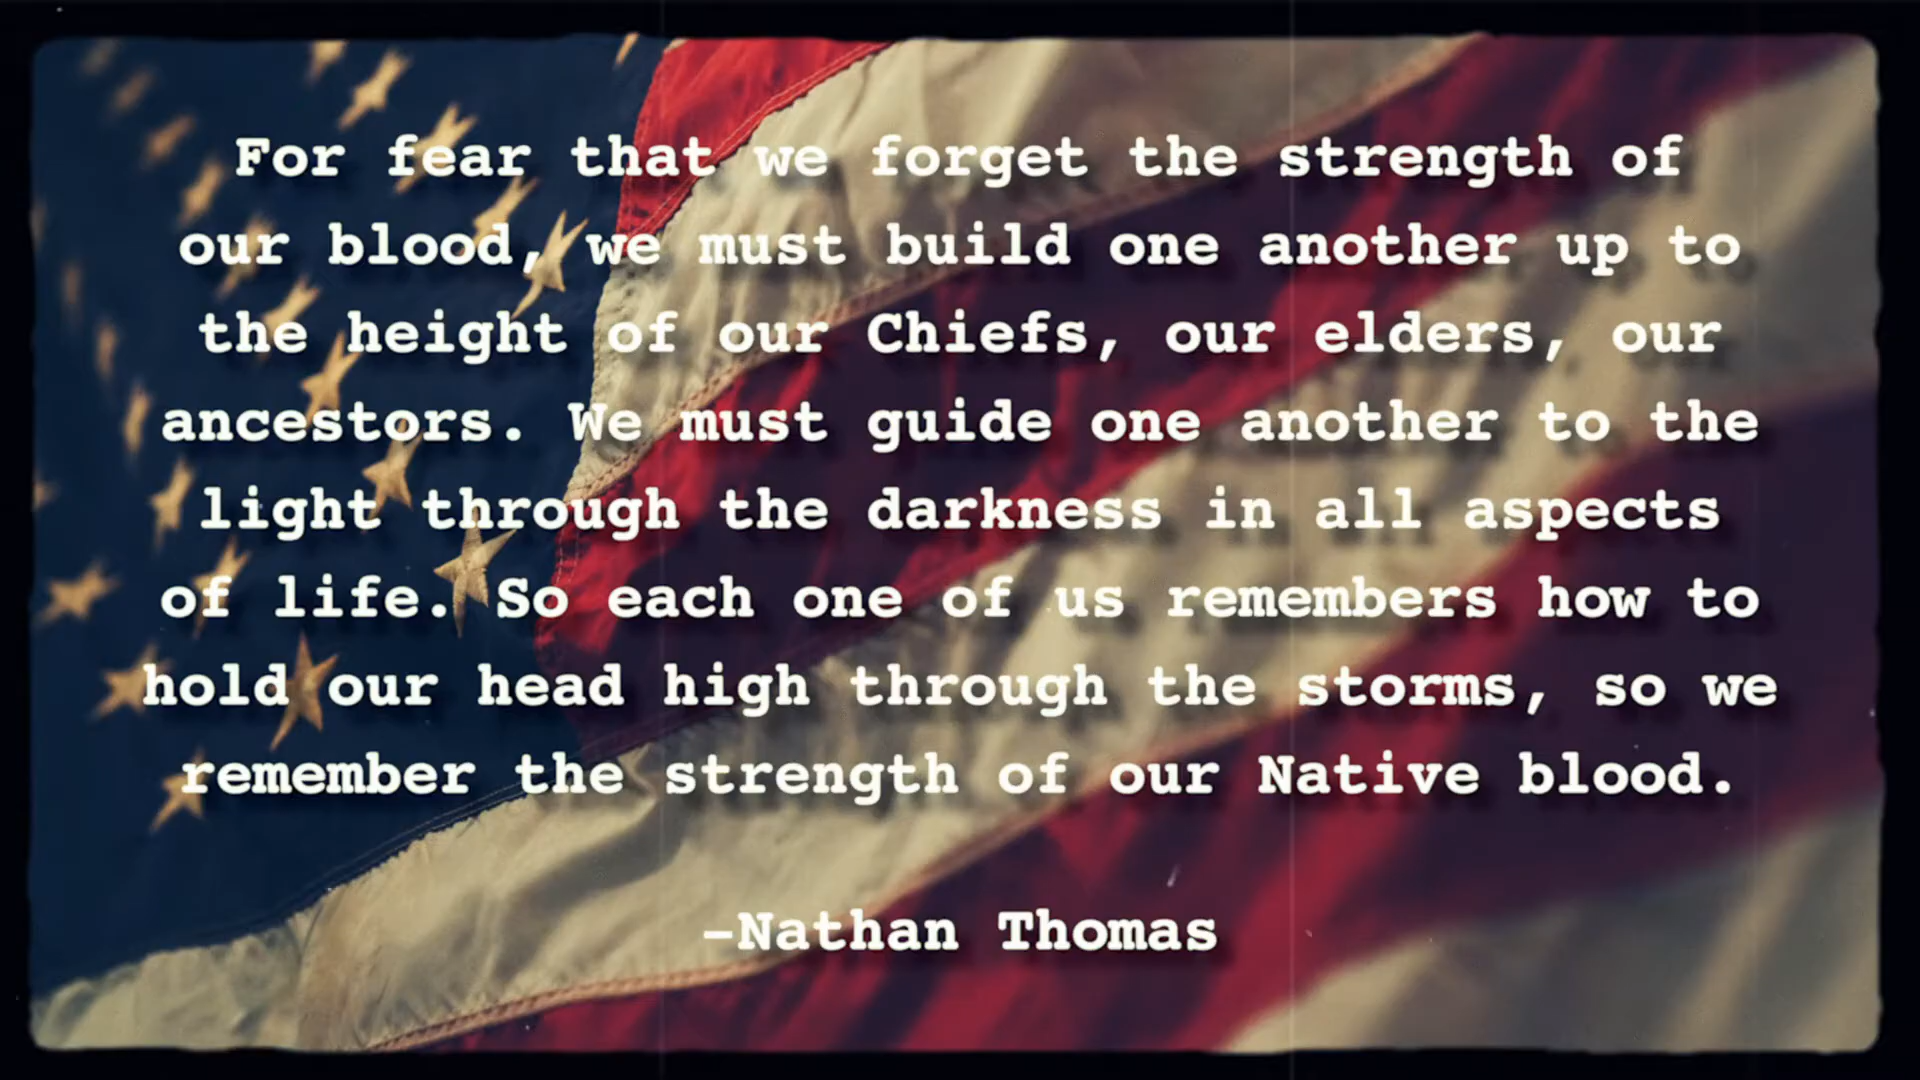 For fear that we forget the strength of
our blood, we must build one another up to
the height of our Chiefs, our elders, our
ancestors. We must guide one another to the
light through the darkness in all aspects
of life. So each one of us remembers how to
hold our head high through the storms, so we
remember the strength of our Native blood.
-Nathan Thomas